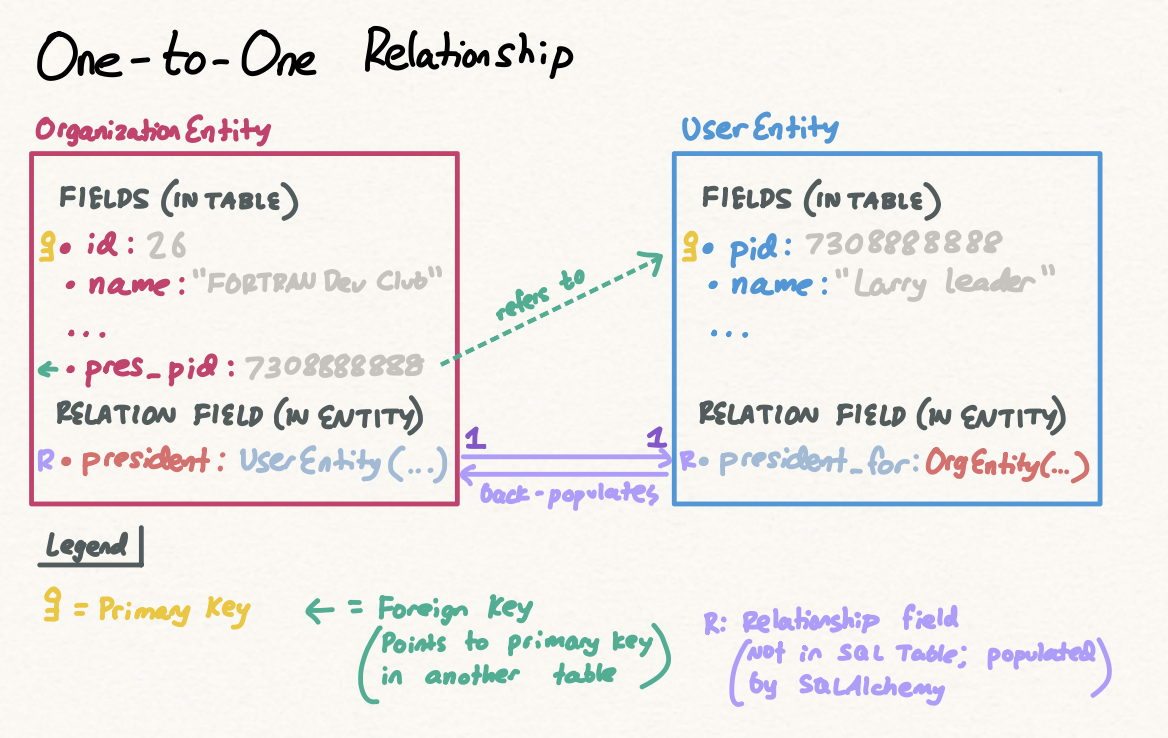 One-to-One Relationship
Organization Entity
FIELDS (IN TABLE)
• id: 26
• name: "FORTRAN Dev Club"
...
← • pres_pid: 7308888888
RELATION FIELD (IN ENTITY)
R • president: UserEntity(...)
refers to
1 1
back-populates
User Entity
FIELDS (IN TABLE)
• pid: 7308888888
• name: "Larry leader"
...
RELATION FIELD (IN ENTITY)
R • president_for: OrgEntity(...)
Legend
= Primary Key
← = Foreign Key
(Points to primary key
in another table)
R: Relationship field
(Not in SQL Table; populated
by SQLAlchemy)